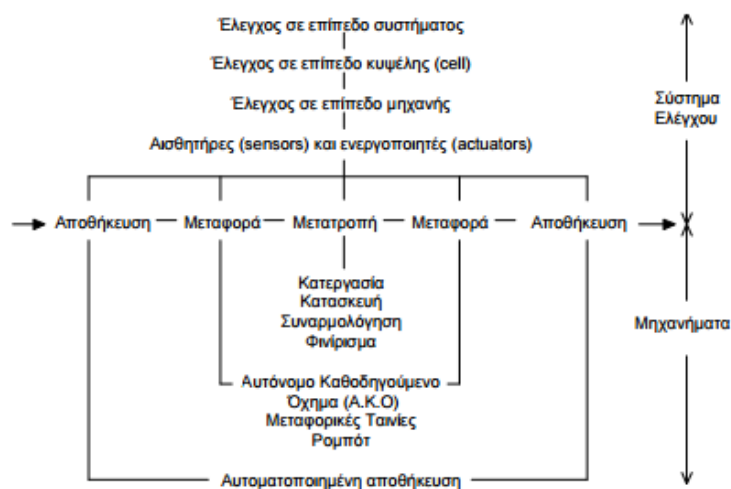 Έλεγχος σε επίπεδο συστήματος
Έλεγχος σε επίπεδο κυψέλης (cell)
Έλεγχος σε επίπεδο μηχανής
Αισθητήρες (sensors) και ενεργοποιητές (actuators)
Σύστημα
Ελέγχου
Αποθήκευση Μεταφορά Μετατροπή Μεταφορά Αποθήκευση
Κατεργασία
Κατασκευή
Συναρμολόγηση
Φινίρισμα
Μηχανήματα
Αυτόνομο Καθοδηγούμενο
Όχημα (Α.Κ.Ο)
Μεταφορικές Ταινίες
Ρομπότ
Αυτοματοποιημένη αποθήκευση